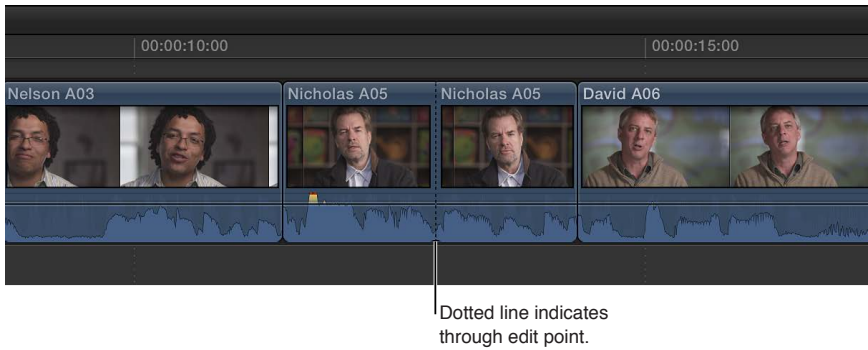 00:00:10:00
00:00:15:00
Nelson A03
Nicholas A05
Nicholas A05
David A06
Dotted line indicates
through edit point.